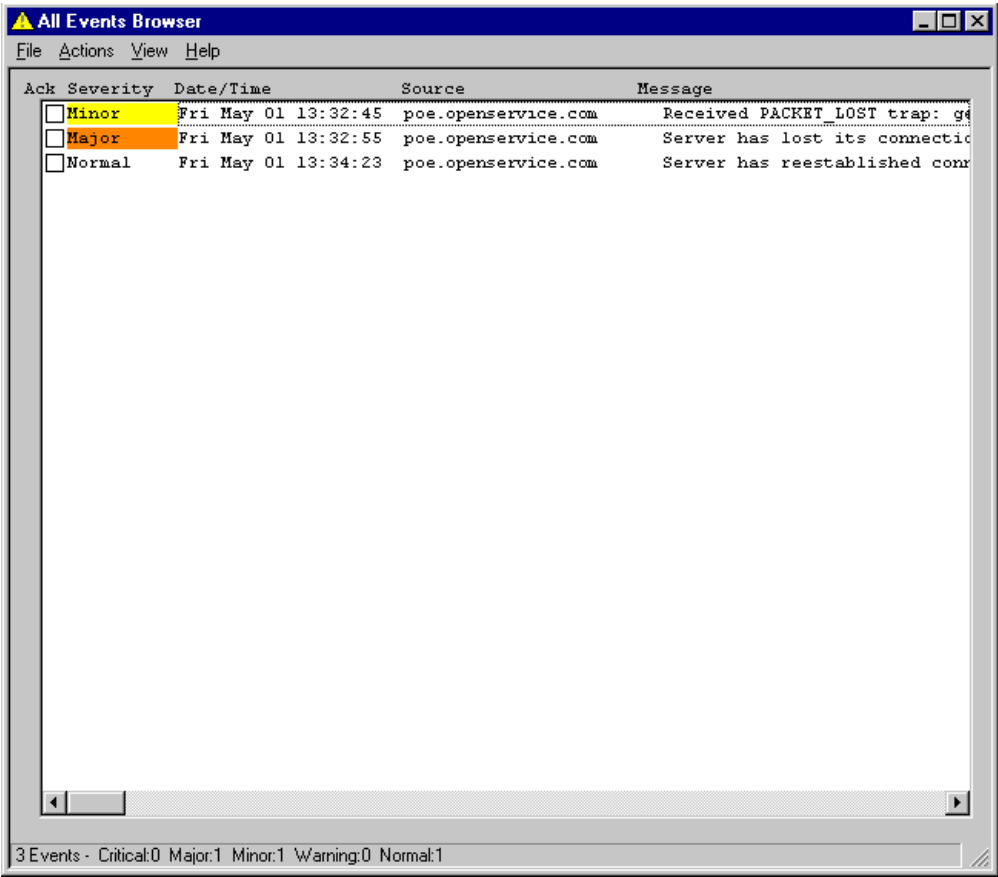 All Events Browser
File Actions View Help
Ack Severity Date/Time Source Message
Minor Fri May 01 13:32:45 poe.openservice.com Received PACKET_LOST trap:
Major Fri May 01 13:32:55 poe.openservice.com Server has lost its
Normal Fri May 01 13:34:23 poe.openservice.com Server has reestablished
3 Events - Critical:0 Major:1 Minor:1 Warning:0 Normal:1